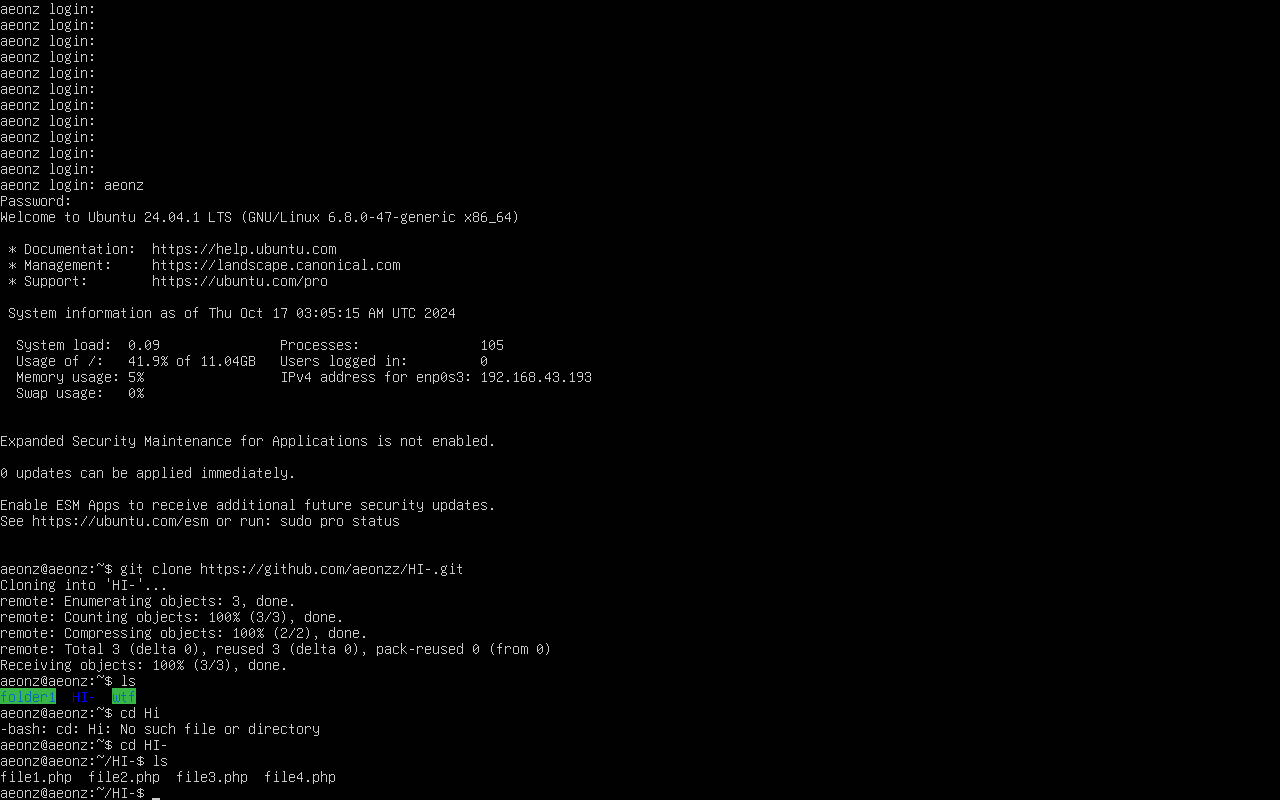 aeonz login:
aeonz login:
aeonz login:
aeonz login:
aeonz login:
aeonz login:
aeonz login:
aeonz login:
aeonz login:
aeonz login:
aeonz login:
aeonz login: aeonz
Password:
Welcome to Ubuntu 24.04.1 LTS (GNU/Linux 6.8.0-47-generic x86_64)
* Documentation:  https://help.ubuntu.com
* Management:     https://landscape.canonical.com
* Support:        https://ubuntu.com/pro
System information as of Thu Oct 17 03:05:15 AM UTC 2024
System load:  0.09               Processes:               105
Usage of /:   41.9% of 11.04GB   Users logged in:         0
Memory usage: 5%                 IPv4 address for enp0s3: 192.168.43.193
Swap usage:   0%
Expanded Security Maintenance for Applications is not enabled.
0 updates can be applied immediately.
Enable ESM Apps to receive additional future security updates.
See https://ubuntu.com/esm or run: sudo pro status
aeonz@aeonz:~$ git clone https://github.com/aeonzz/HI-.git
Cloning into 'HI-'...
remote: Enumerating objects: 3, done.
remote: Counting objects: 100% (3/3), done.
remote: Compressing objects: 100% (2/2), done.
remote: Total 3 (delta 0), reused 3 (delta 0), pack-reused 0 (from 0)
Receiving objects: 100% (3/3), done.
aeonz@aeonz:~$ ls
folder1  HI-  wtf
aeonz@aeonz:~$ cd Hi
-bash: cd: Hi: No such file or directory
aeonz@aeonz:~$ cd HI-
aeonz@aeonz:~/HI-$ ls
file1.php  file2.php  file3.php  file4.php
aeonz@aeonz:~/HI-$ _